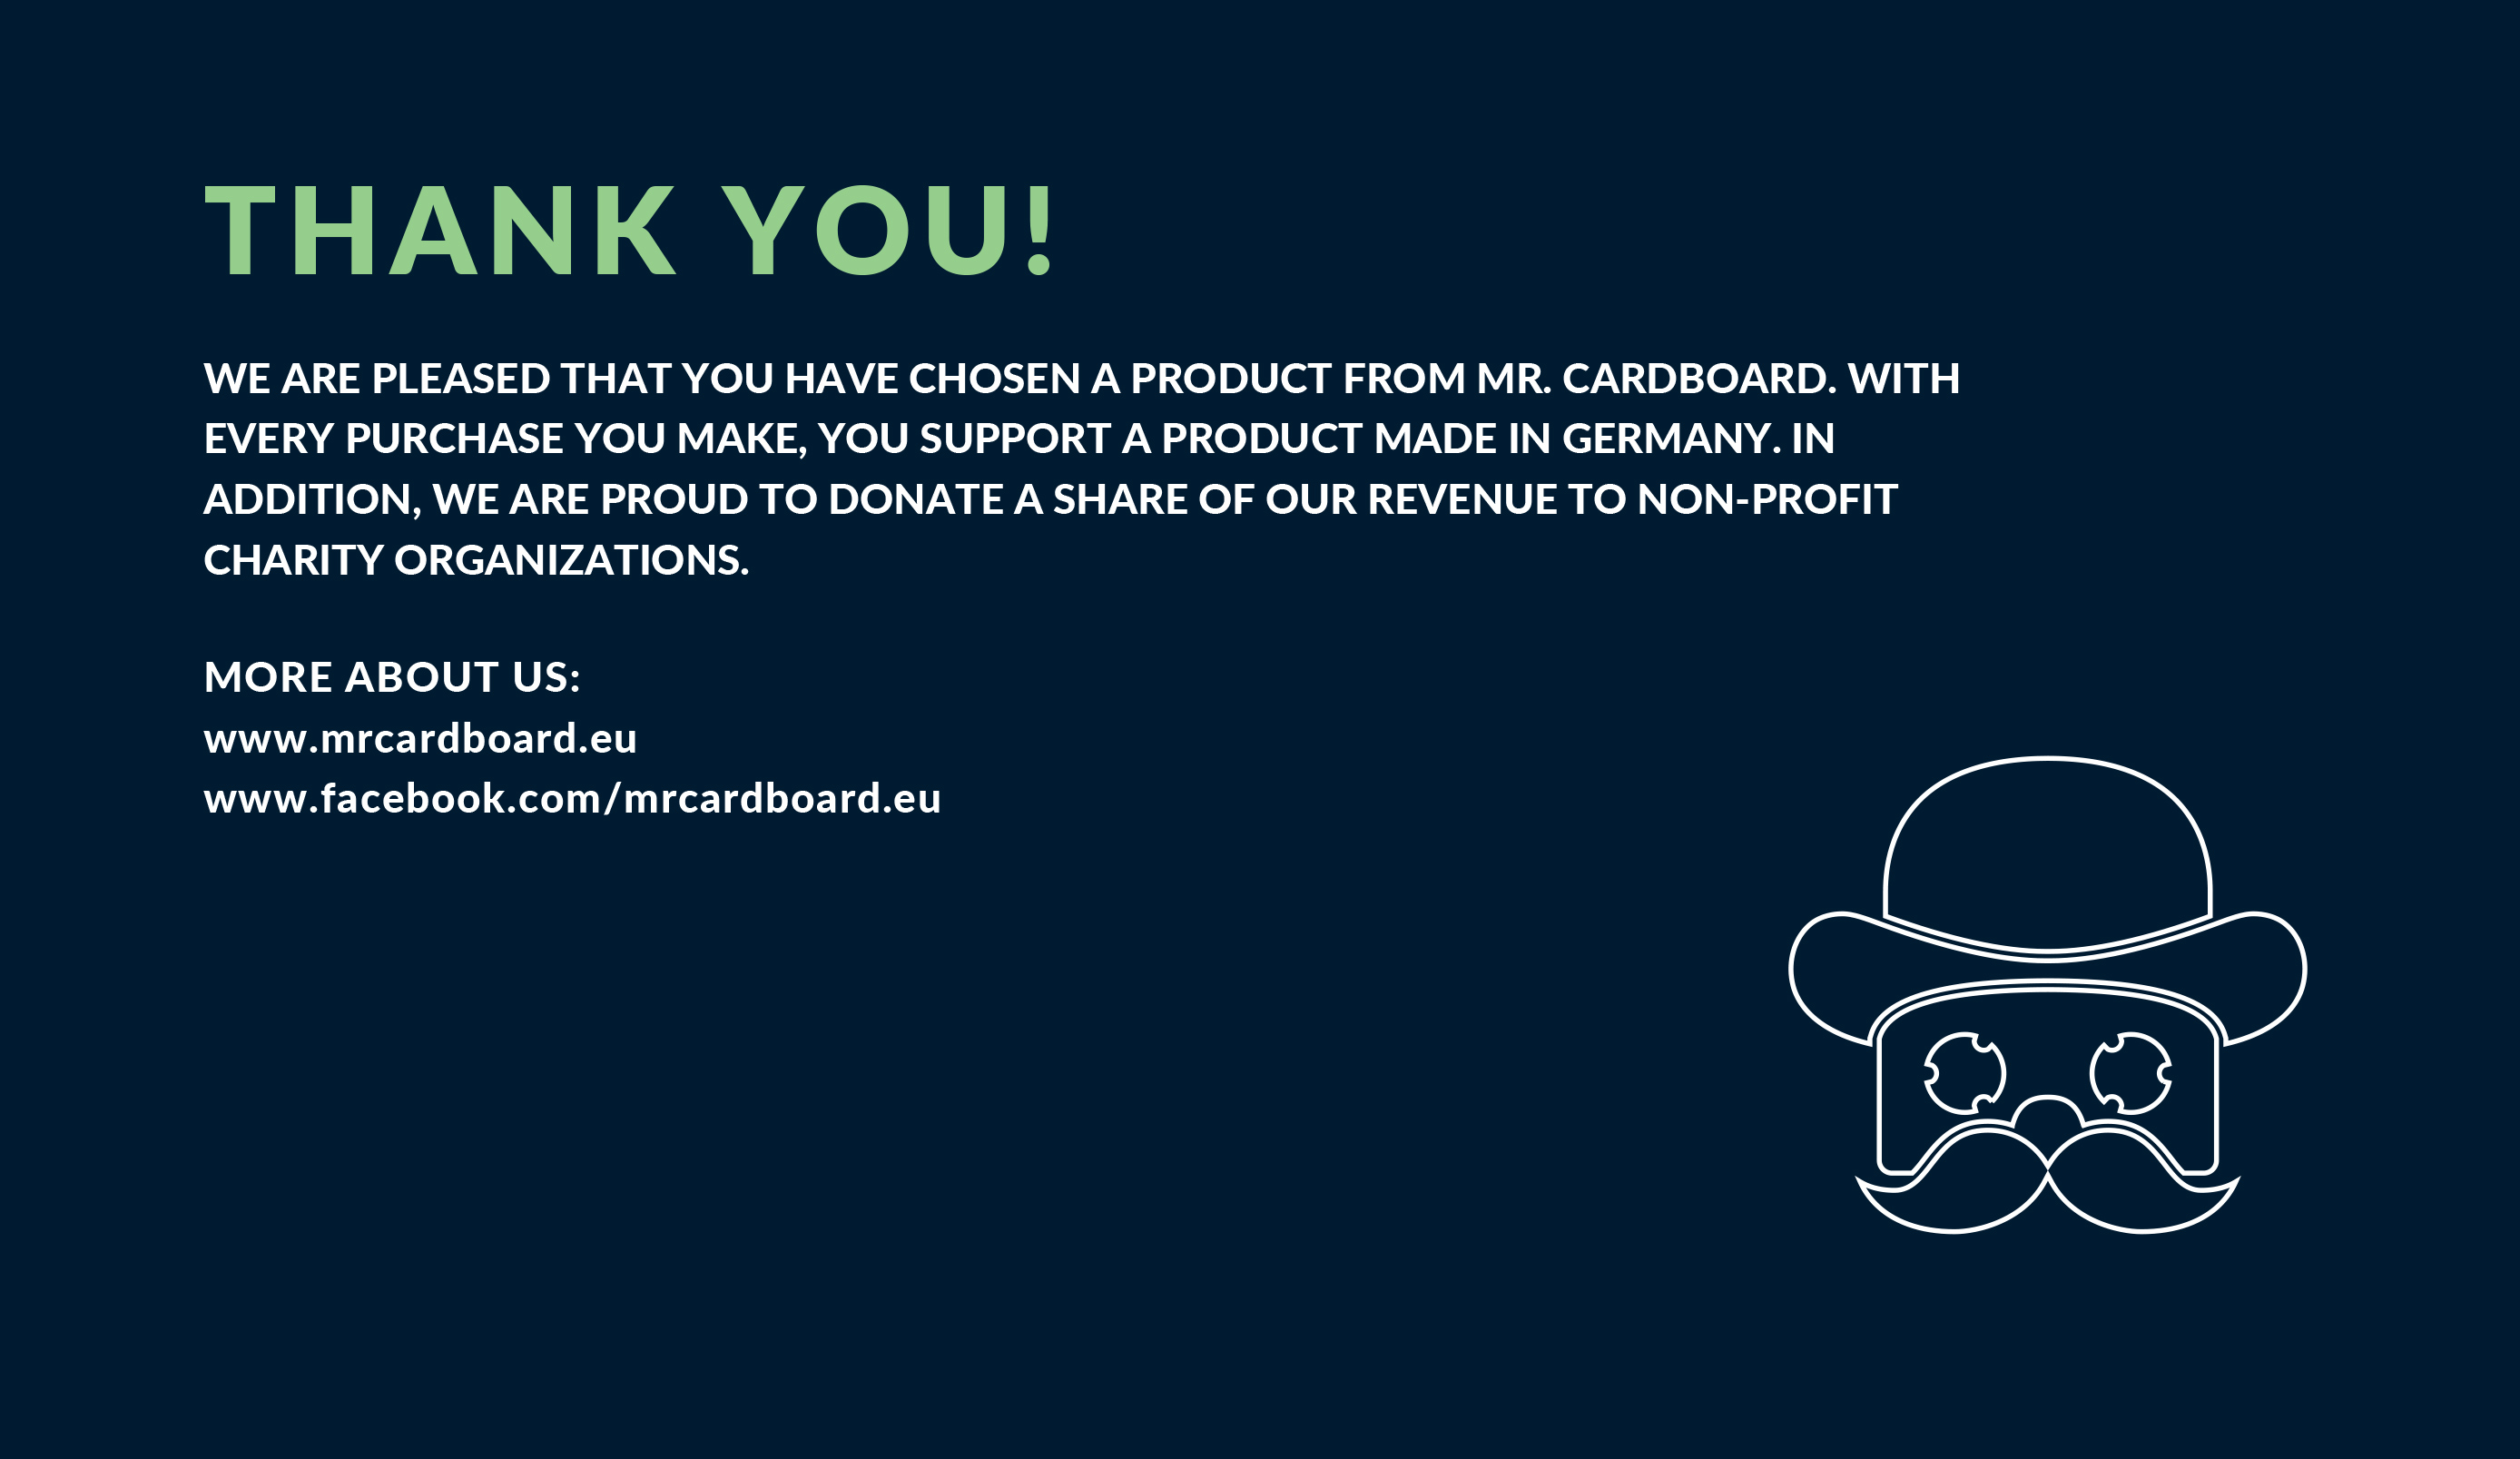 THANK YOU!
WE ARE PLEASED THAT YOU HAVE CHOSEN A PRODUCT FROM MR. CARDBOARD. WITH
EVERY PURCHASE YOU MAKE, YOU SUPPORT A PRODUCT MADE IN GERMANY. IN
ADDITION, WE ARE PROUD TO DONATE A SHARE OF OUR REVENUE TO NON-PROFIT
CHARITY ORGANIZATIONS.
MORE ABOUT US:
www.mrcardboard.eu
www.facebook.com/mrcardboard.eu